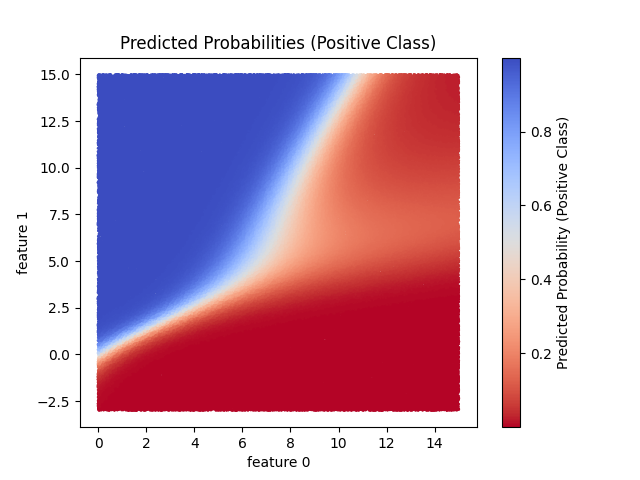 Predicted Probabilities (Positive Class)
15.0
12.5
10.0
7.5
5.0
2.5
0.0
−2.5
feature 1
0 2 4 6 8 10 12 14
feature 0
0.8
0.6
0.4
0.2
Predicted Probability (Positive Class)